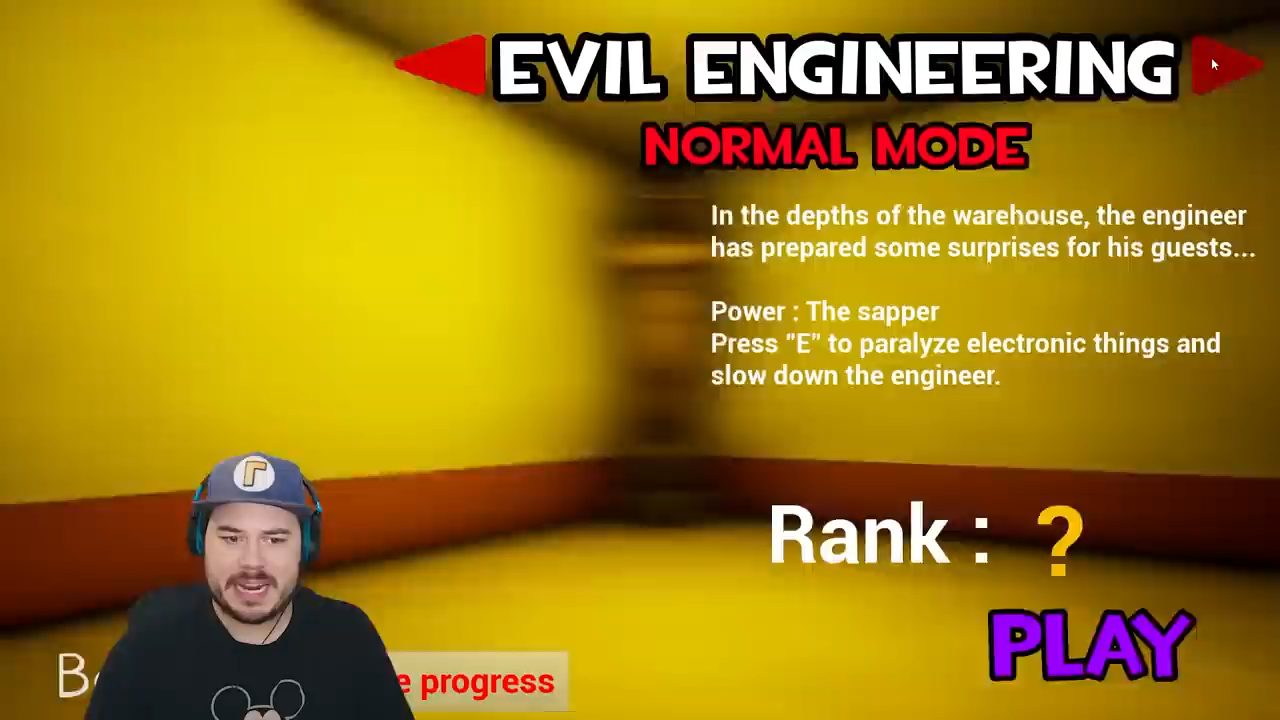 EVIL ENGINEERING
NORMAL MODE
In the depths of the warehouse, the engineer
has prepared some surprises for his guests...
Power : The sapper
Press "E" to paralyze electronic things and
slow down the engineer.
Rank : ?
PLAY
progress